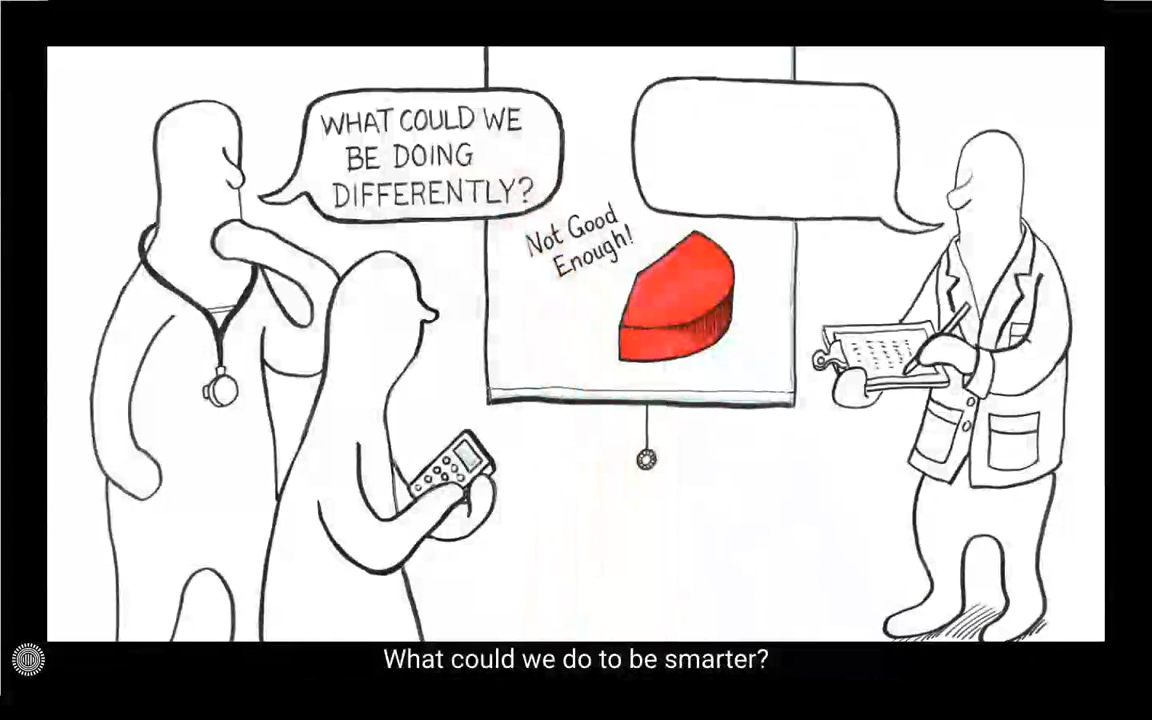 WHAT COULD WE
BE DOING
DIFFERENTLY?
Not Good
Enough!
What could we do to be smarter?